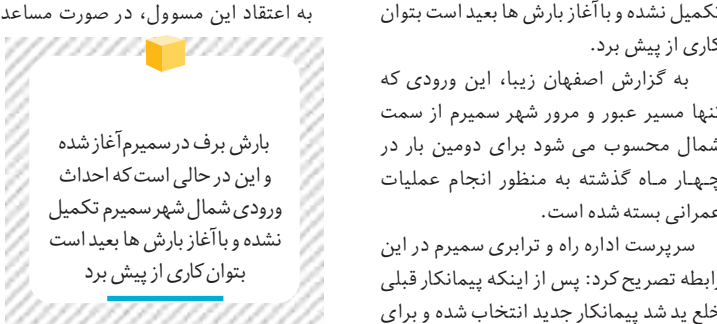 تکمیل نشده و با آغاز بارش ها بعید است بتوان
کاری از پیش برد.
به گزارش اصفهان زیبا، این ورودی که
تنها مسیر عبور و مرور شهر سمیرم از سمت
شمال محسوب می شود برای دومین بار در
چـهـار مـاه گذشته به منظور انجام عملیات
عمرانی بسته شده است.
سرپرست اداره راه و ترابری سمیرم در این
رابطه تصریح کرد: پس از اینکه پیمانکار قبلی
خلع ید شد پیمانکار جدید انتخاب شده و برای
به اعتقاد این مسوول، در صورت مساعد
بارش برف در سمیرم آغاز شده
و این در حالی است که احداث
ورودی شمال شهر سمیرم تکمیل
نشده و با آغاز بارش ها بعید است
بتوان کاری از پیش برد